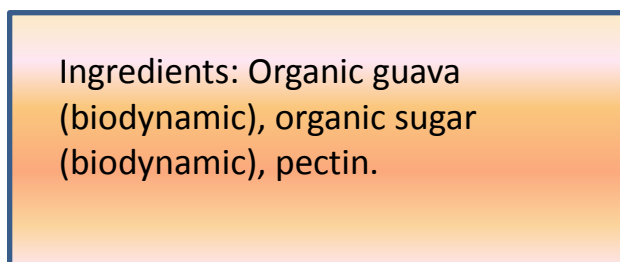 Ingredients: Organic guava
(biodynamic), organic sugar
(biodynamic), pectin.